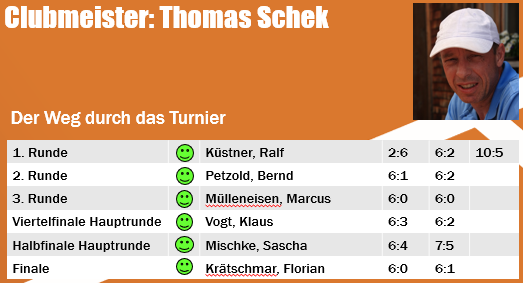 Clubmeister: Thomas Schek
Der Weg durch das Turnier
1. Runde Küstner, Ralf 2:6 6:2 10:5
2. Runde Petzold, Bernd 6:1 6:2
3. Runde Mülleneisen, Marcus 6:0 6:0
Viertelfinale Hauptrunde Vogt, Klaus 6:3 6:2
Halbfinale Hauptrunde Mischke, Sascha 6:4 7:5
Finale Krätschmar, Florian 6:0 6:1